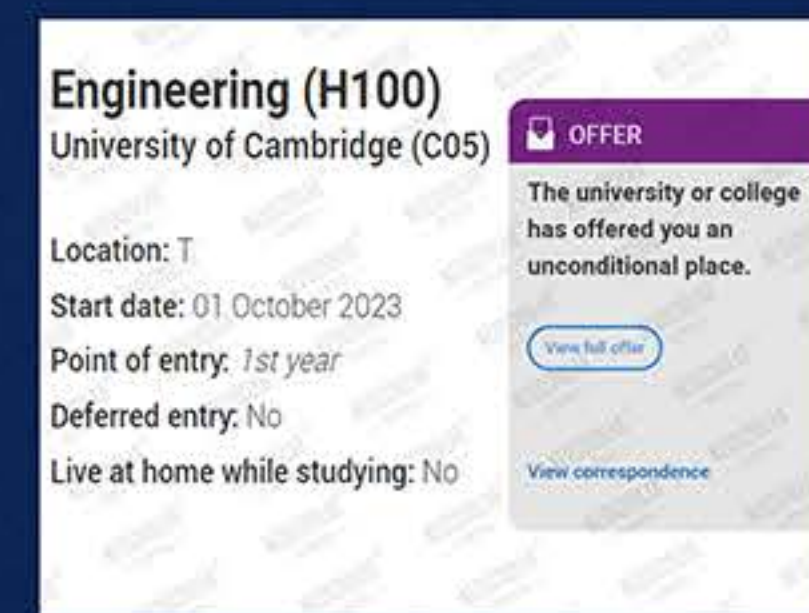 Engineering (H100)
University of Cambridge (C05)
Location: T
Start date: 01 October 2023
Point of entry: 1st year
Deferred entry: No
Live at home while studying: No
OFFER
The university or college
has offered you an
unconditional place.
View full offer
View correspondence